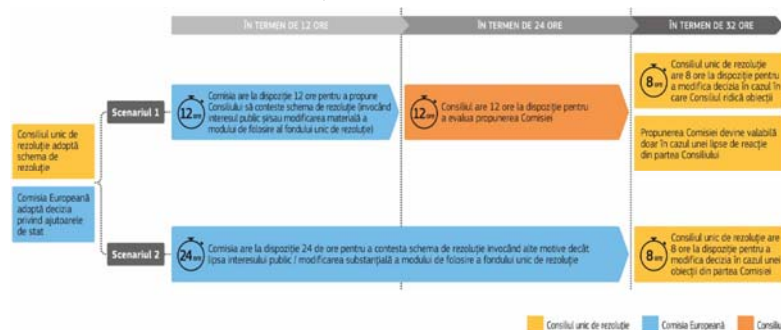 ÎN TERMEN DE 12 ORE
ÎN TERMEN DE 24 ORE
ÎN TERMEN DE 32 ORE
Consiliul unic de
rezoluție adoptă
schema de
rezoluție
Comisia Europeană
adoptă decizia
privind ajutoarele
de stat
Scenariul 1
12 ore
Comisia are la dispoziție 12 ore pentru a propune
Consiliului să conteste schema de rezoluție (invocând
interesul public și/sau modificarea materială a
modului de folosire al fondului unic de rezoluție)
12 ore
Consiliul are 12 ore la dispoziție pentru
a evalua propunerea Comisiei
8 ore
Consiliul unic de rezoluție
are 8 ore la dispoziție pentru
a modifica decizia în cazul în
care Consiliul ridică obiecții
Propunerea Comisiei devine valabilă
doar în cazul unei lipse de reacție
din partea Consiliului
Scenariul 2
24 ore
Comisia are la dispoziție 24 de ore pentru a contesta schema de rezoluție invocând alte motive decât
lipsa interesului public / modificarea substanțială a modului de folosire a fondului unic de rezoluție
8 ore
Consiliul unic de rezoluție are
8 ore la dispoziție pentru a
modifica decizia în cazul unei
obiecții din partea Comisiei
Consiliul unic de rezoluție
Comisia Europeană